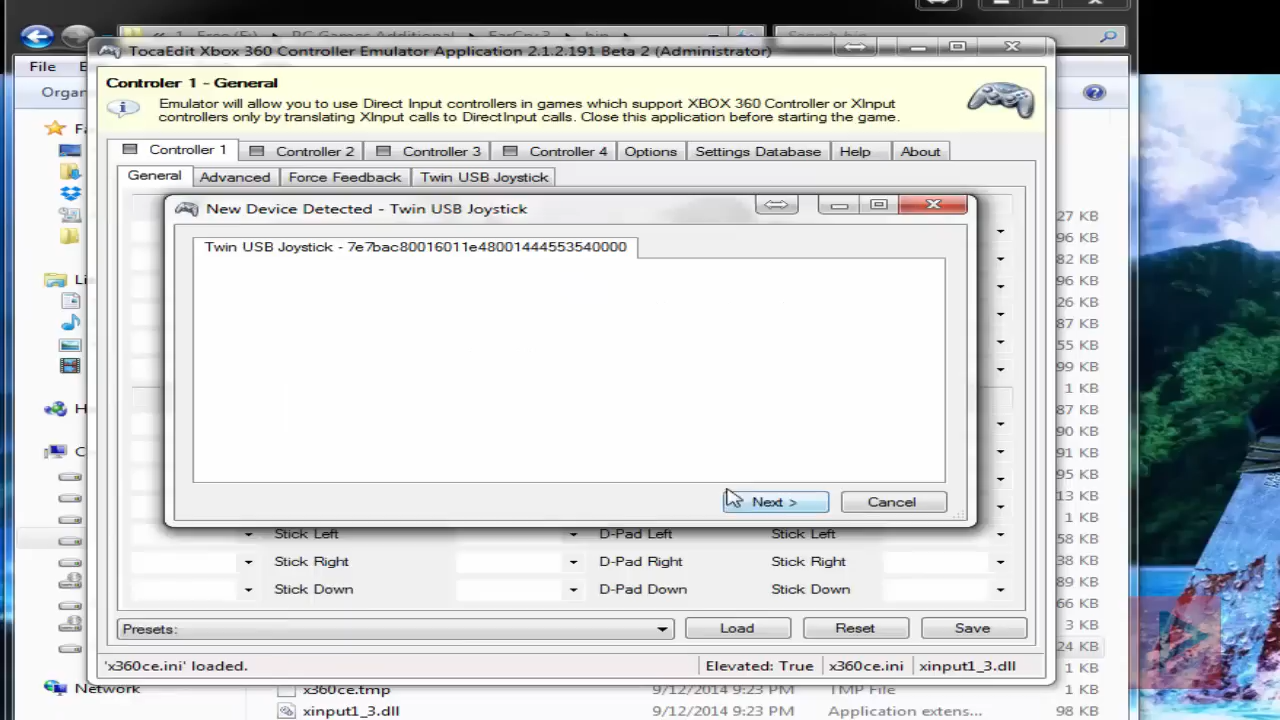 File
Organ
TocaEdit Xbox 360 Controller Emulator Application 2.1.2.191 Beta 2 (Administrator)
Controler 1 - General
Emulator will allow you to use Direct Input controllers in games which support XBOX 360 Controller or XInput
controllers only by translating XInput calls to DirectInput calls. Close this application before starting the game.
Controller 1
Controller 2
Controller 3
Controller 4
Options
Settings Database
Help
About
General
Advanced
Force Feedback
Twin USB Joystick
New Device Detected - Twin USB Joystick
Twin USB Joystick - 7e7bac80016011e48001444553540000
Next >
Cancel
Stick Left
D-Pad Left
Stick Left
Stick Right
D-Pad Right
Stick Right
Stick Down
D-Pad Down
Stick Down
Presets:
Load
Reset
Save
'x360ce.ini' loaded.
Elevated: True
x360ce.ini
xinput1_3.dll
27 KB
96 KB
82 KB
96 KB
26 KB
87 KB
55 KB
99 KB
1 KB
87 KB
90 KB
91 KB
95 KB
13 KB
1 KB
58 KB
38 KB
89 KB
66 KB
3 KB
24 KB
1 KB
Network
x360ce.tmp
9/12/2014 9:23 PM
TMP File
1 KB
xinput1_3.dll
9/12/2014 9:23 PM
Application extens...
98 KB